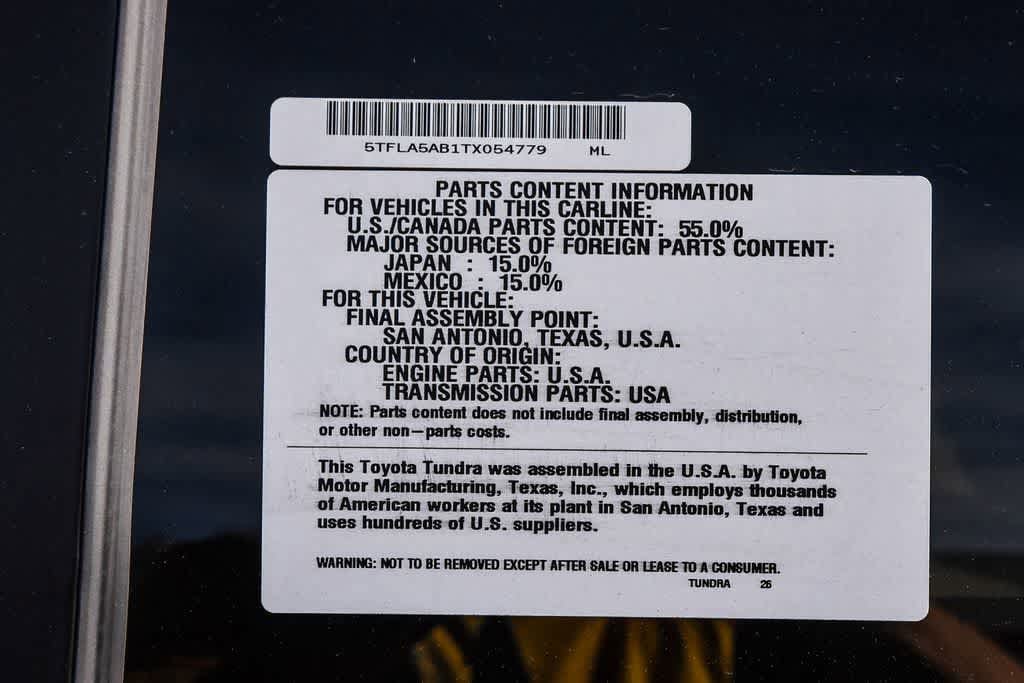 5TFLA5AB1TX054779 ML
PARTS CONTENT INFORMATION
FOR VEHICLES IN THIS CARLINE:
U.S./CANADA PARTS CONTENT: 55.0%
MAJOR SOURCES OF FOREIGN PARTS CONTENT:
JAPAN : 15.0%
MEXICO : 15.0%
FOR THIS VEHICLE:
FINAL ASSEMBLY POINT:
SAN ANTONIO, TEXAS, U.S.A.
COUNTRY OF ORIGIN:
ENGINE PARTS: U.S.A.
TRANSMISSION PARTS: USA
NOTE: Parts content does not include final assembly, distribution,
or other non—parts costs.
This Toyota Tundra was assembled in the U.S.A. by Toyota
Motor Manufacturing, Texas, Inc., which employs thousands
of American workers at its plant in San Antonio, Texas and
uses hundreds of U.S. suppliers.
WARNING: NOT TO BE REMOVED EXCEPT AFTER SALE OR LEASE TO A CONSUMER.
TUNDRA 26